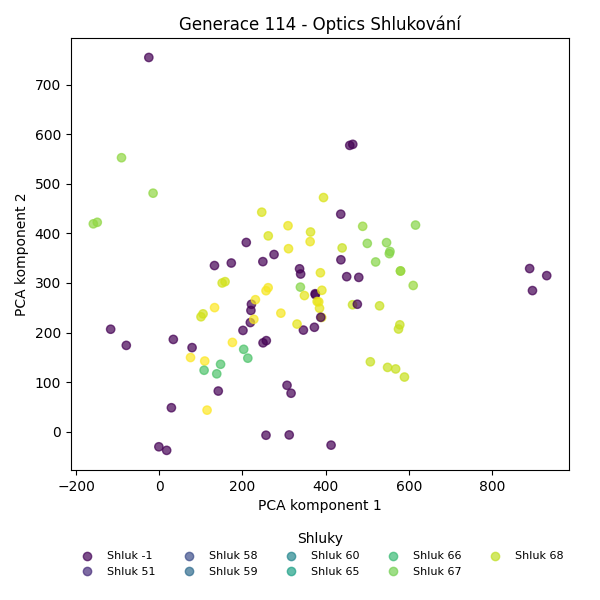 Generace 114 - Optics Shlukování
PCA komponent 2
700
600
500
400
300
200
100
0
−200
0
200
400
600
800
PCA komponent 1
Shluky
Shluk -1
Shluk 58
Shluk 60
Shluk 66
Shluk 68
Shluk 51
Shluk 59
Shluk 65
Shluk 67